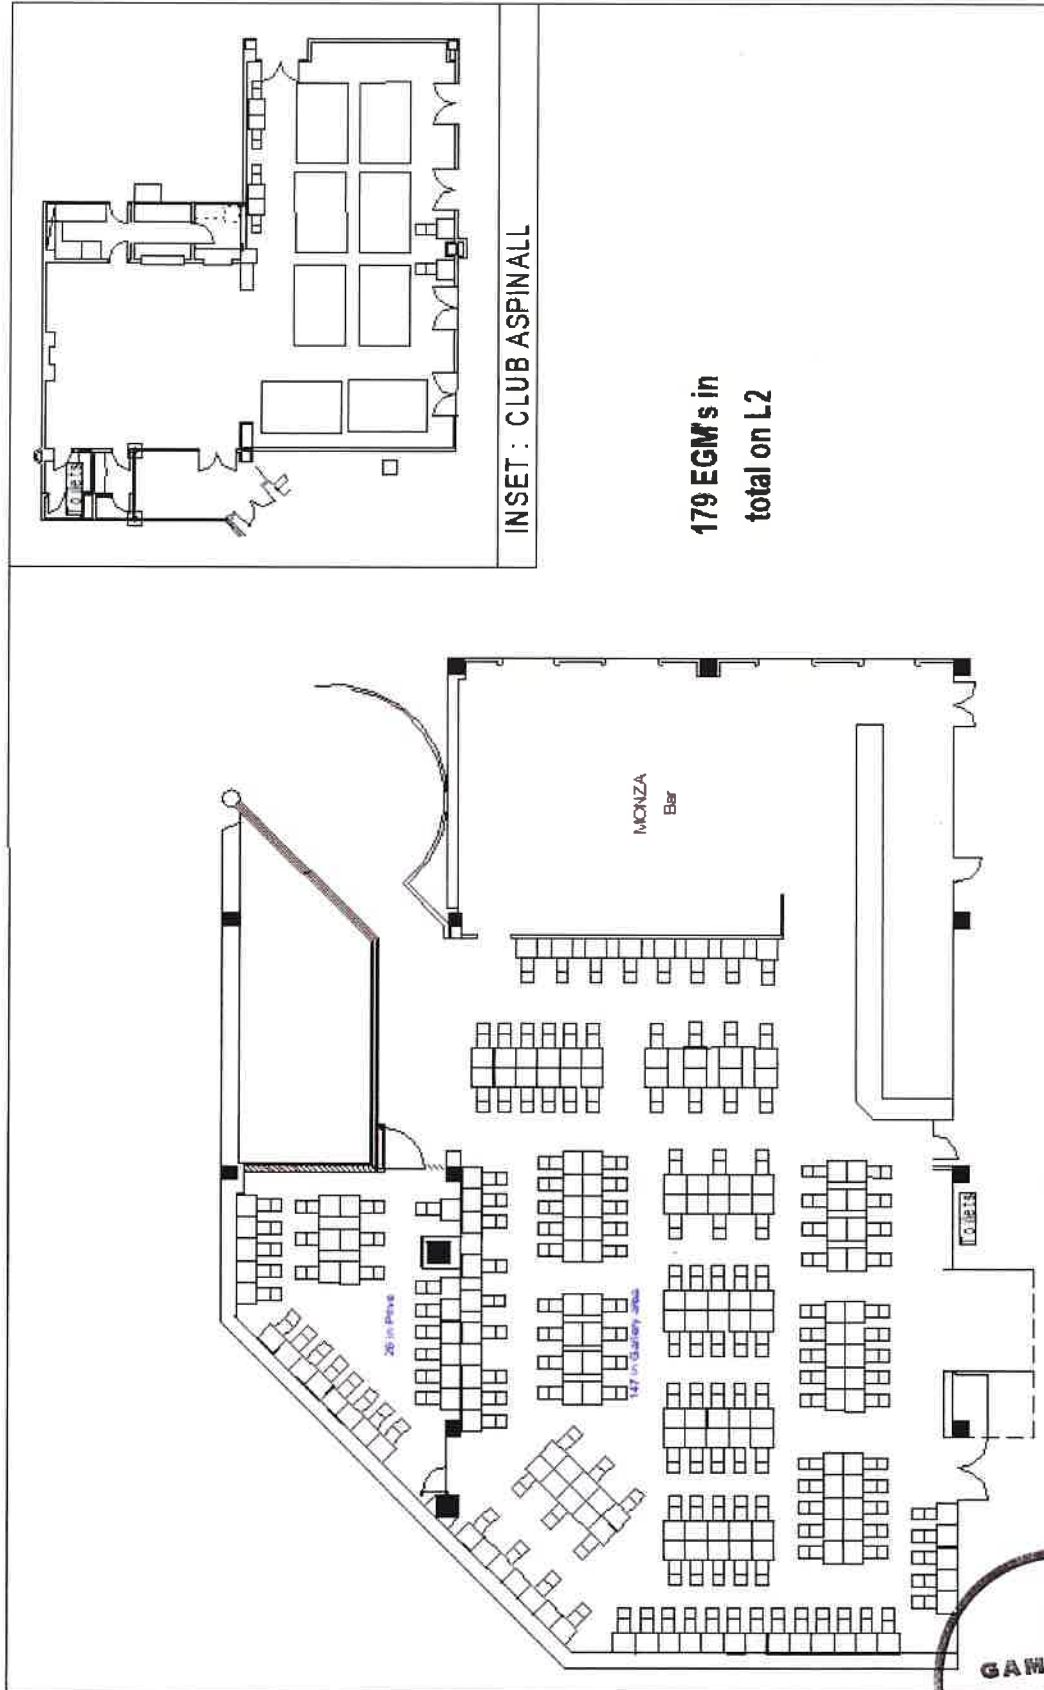 INSET : CLUB ASPINALL
Toilets
179 EGM's in
total on L2
MONZA
Bar
26 in Prive
147 in Gallery area
Toilets
GAM